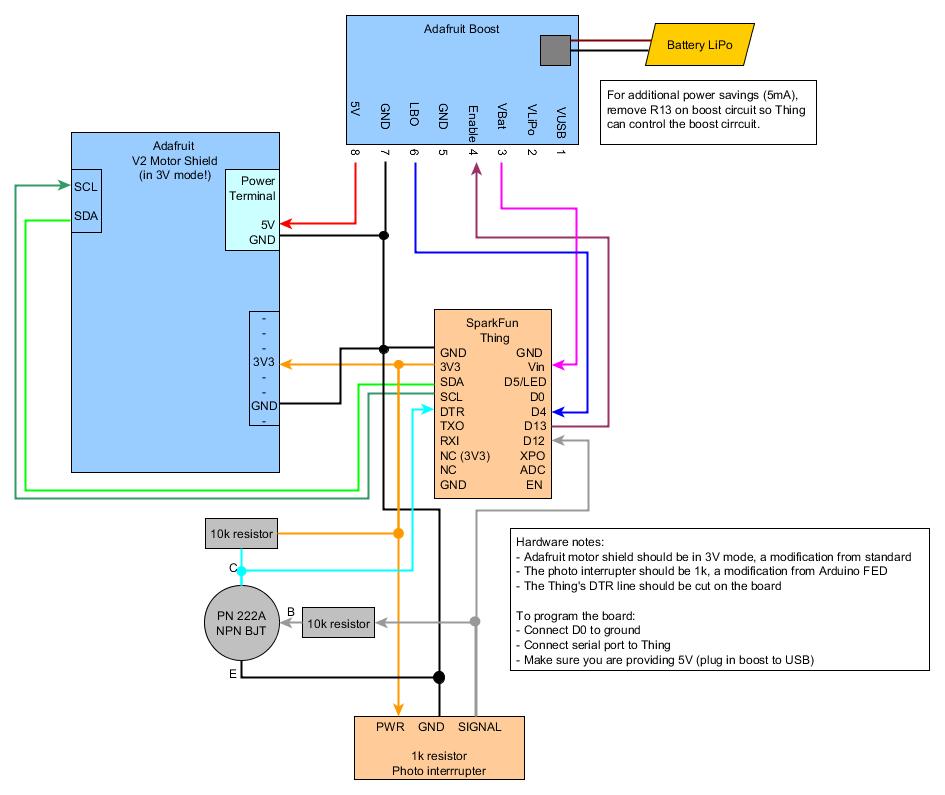 Adafruit Boost
Battery LiPo
5V
GND
LBO
GND
Enable
VBat
VLiPo
VUSB
8
7
6
5
4
3
2
1
For additional power savings (5mA),
remove R13 on boost circuit so Thing
can control the boost cirrcuit.
Adafruit
V2 Motor Shield
(in 3V mode!)
SCL
SDA
Power
Terminal
5V
GND
-
-
3V3
-
-
GND
-
SparkFun
Thing
GND GND
3V3 Vin
SDA D5/LED
SCL D0
DTR D4
TXO D13
RXI D12
NC (3V3) XPO
NC ADC
GND EN
10k resistor
C
PN 222A
NPN BJT
B
10k resistor
E
Hardware notes:
- Adafruit motor shield should be in 3V mode, a modification from standard
- The photo interrupter should be 1k, a modification from Arduino FED
- The Thing's DTR line should be cut on the board
To program the board:
- Connect D0 to ground
- Connect serial port to Thing
- Make sure you are providing 5V (plug in boost to USB)
PWR GND SIGNAL
1k resistor
Photo interrrupter